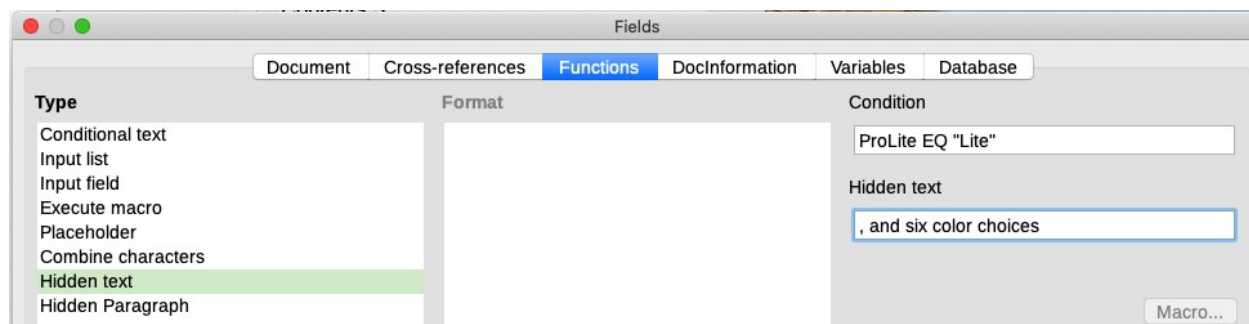 Fields
Document Cross-references Functions DocInformation Variables Database
Type
Conditional text
Input list
Input field
Execute macro
Placeholder
Combine characters
Hidden text
Hidden Paragraph
Format
Condition
ProLite EQ "Lite"
Hidden text
, and six color choices
Macro...